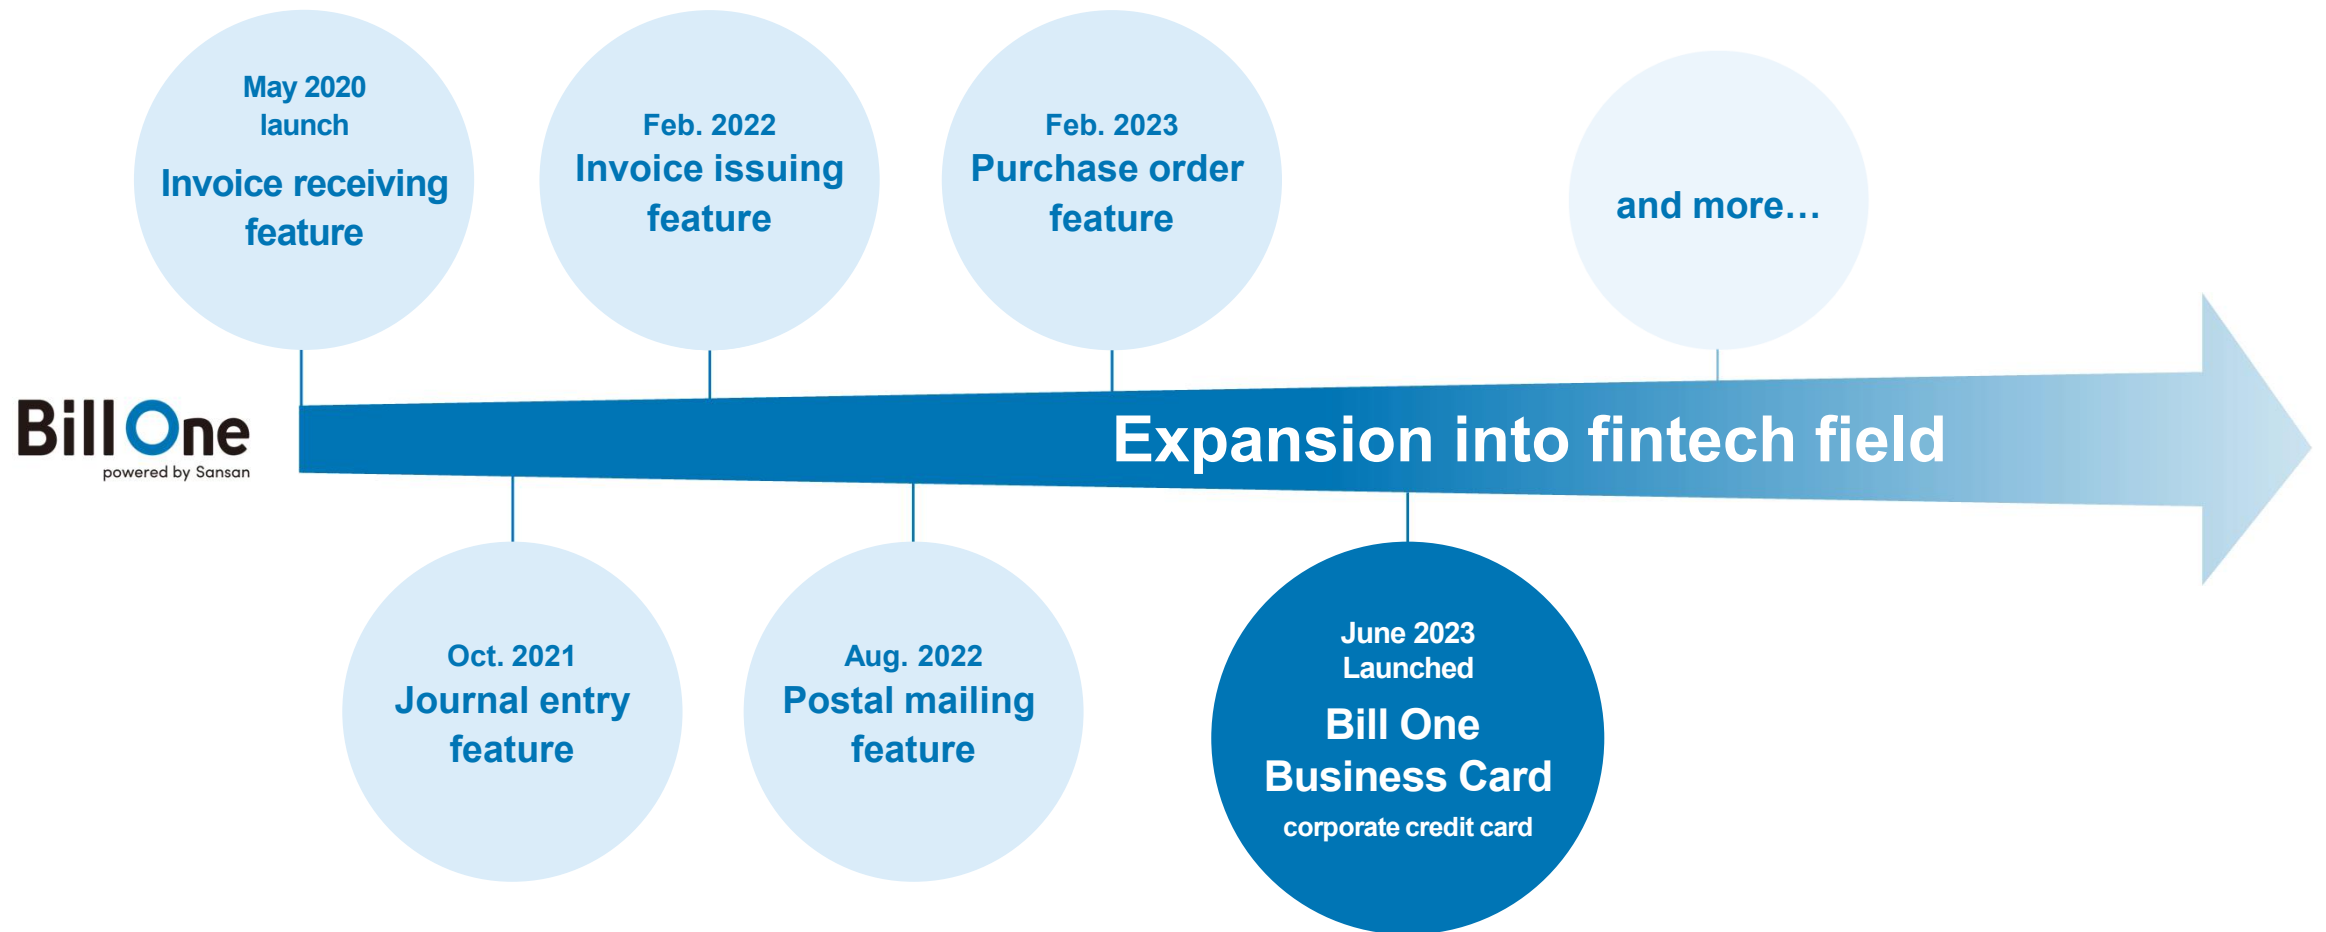 May 2020
launch
Invoice receiving
feature
Feb. 2022
Invoice issuing
feature
Feb. 2023
Purchase order
feature
and more…
Bill One
powered by Sansan
Expansion into fintech field
Oct. 2021
Journal entry
feature
Aug. 2022
Postal mailing
feature
June 2023
Launched
Bill One
Business Card
corporate credit card